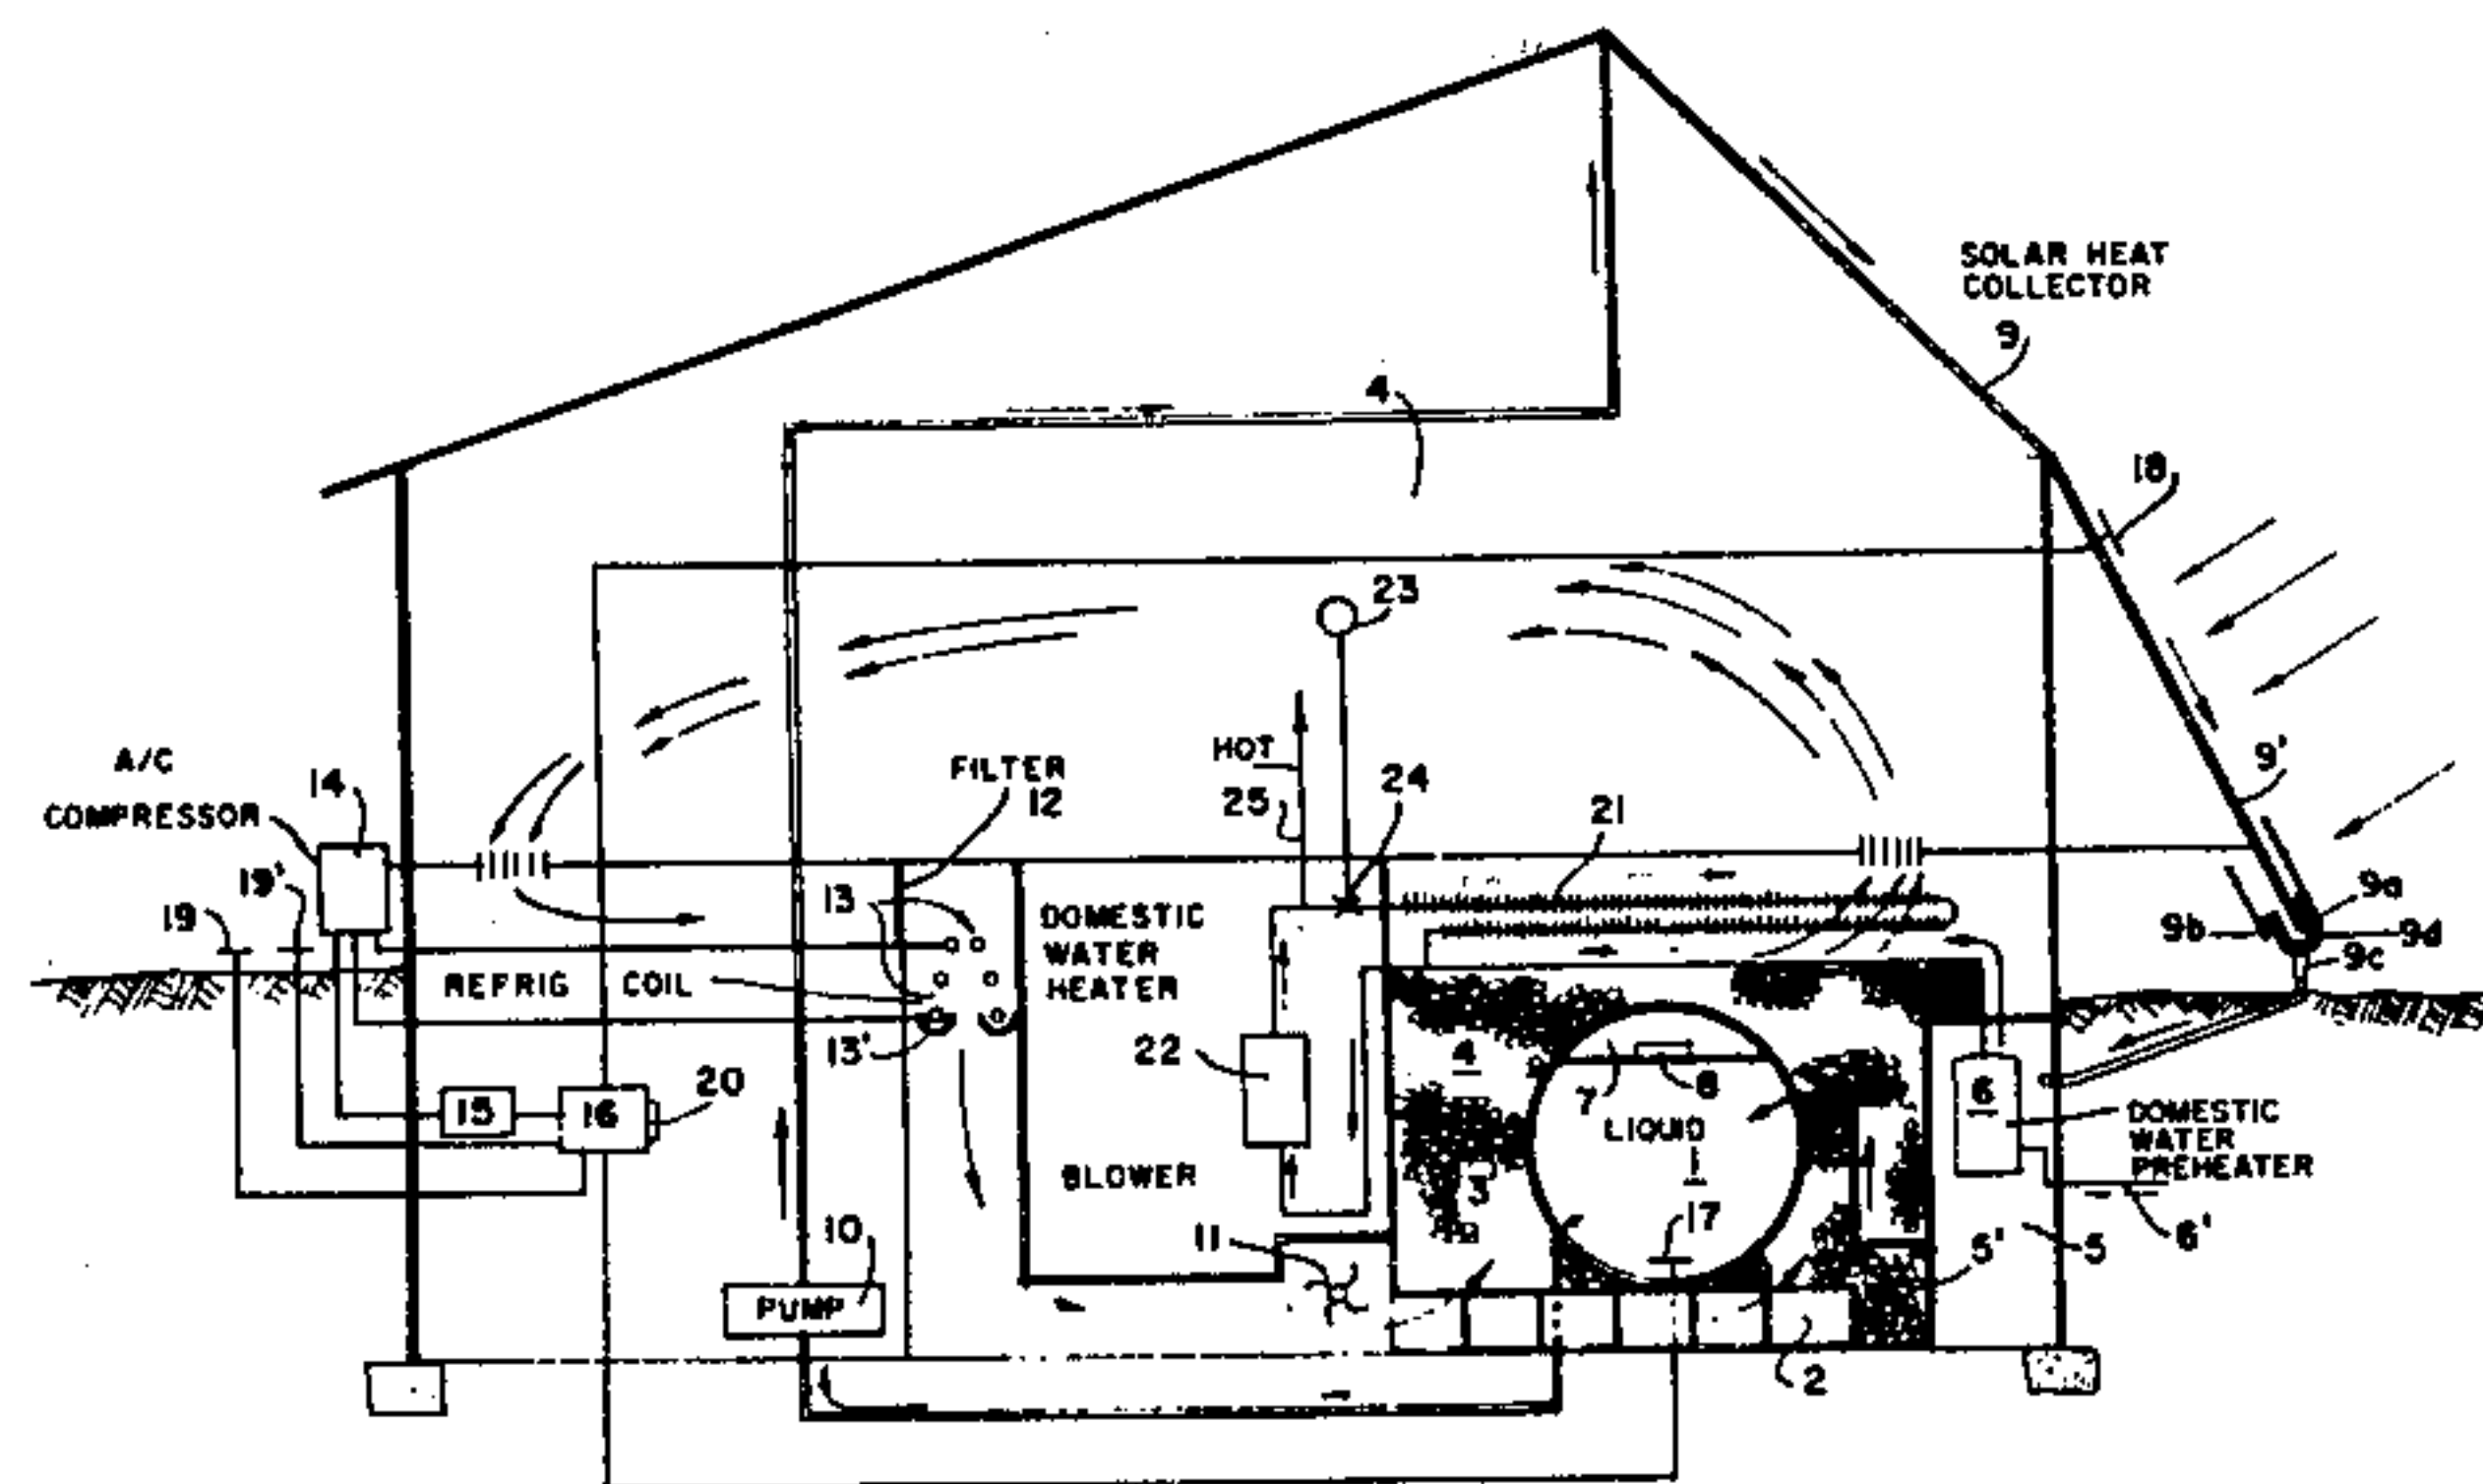 SOLAR HEAT
COLLECTOR
9
4
18
23
A/C
COMPRESSOR
14
FILTER
12
HOT
25
24
21
9'
19'
19
13
DOMESTIC
WATER
HEATER
9a
9b
9d
9c
REFRIG COIL
13'
22
4
7
8
6
20
15
16
LIQUID
1
DOMESTIC
WATER
PREHEATER
BLOWER
3
17
10
11
5'
5
6'
PUMP
2